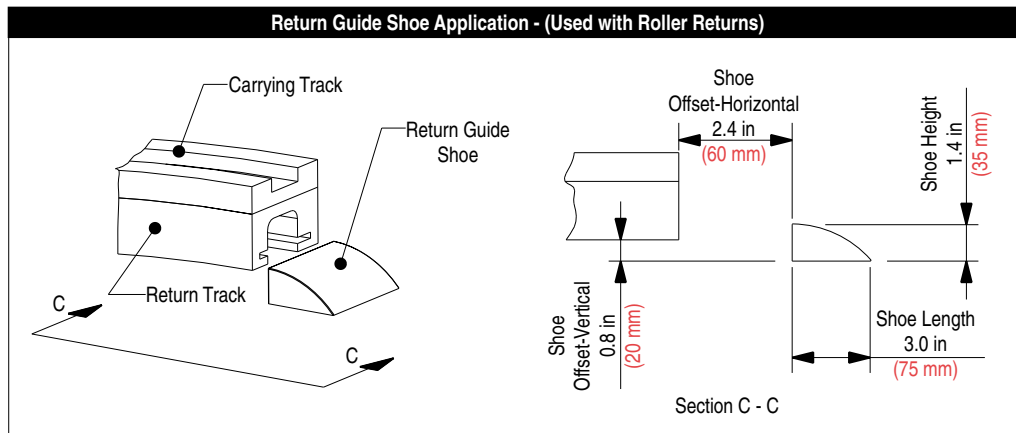 Return Guide Shoe Application - (Used with Roller Returns)
Carrying Track
Return Guide
Shoe
Return Track
C
C
Shoe
Offset-Horizontal
2.4 in
(60 mm)
Shoe Height
1.4 in
(35 mm)
Shoe
Offset-Vertical
0.8 in
(20 mm)
Shoe Length
3.0 in
(75 mm)
Section C - C